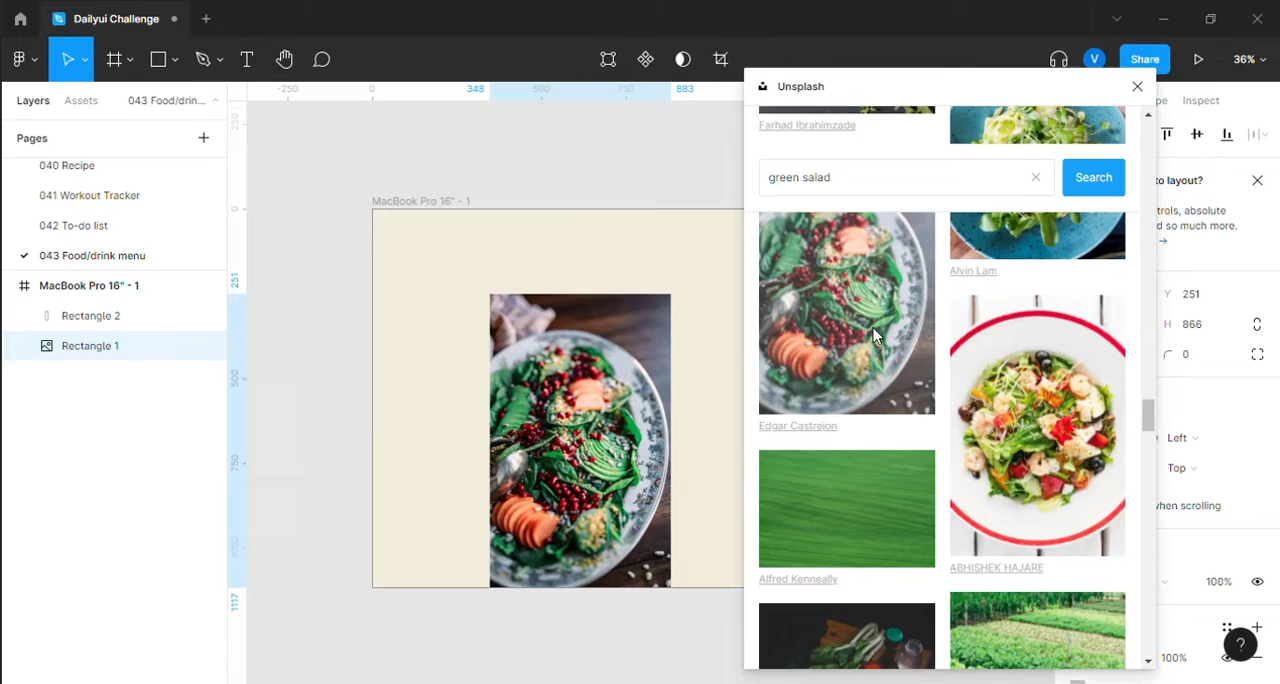 Dailyui Challenge
Share
36%
Layers
Assets
043 Food/drin...
Pages
040 Recipe
041 Workout Tracker
042 To-do list
043 Food/drink menu
MacBook Pro 16" - 1
Rectangle 2
Rectangle 1
-250
0
348
500
750
883
-250
0
251
500
750
1000
1117
MacBook Pro 16" - 1
Unsplash
Farhad Ibrahimzade
green salad
Search
Alvin Lam
Edgar Castrejon
Alfred Kenneally
ABHISHEK HAJARE
V
pe
Inspect
to layout?
trols, absolute
d so much more.
Y
251
H
866
0
Left
Top
when scrolling
100%
100%
?